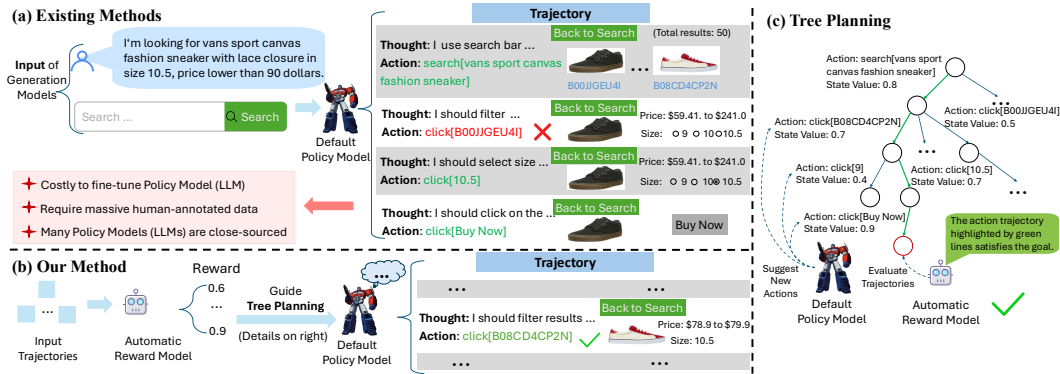 (a) Existing Methods
Input of
Generation
Models
I'm looking for vans sport canvas
fashion sneaker with lace closure in
size 10.5, price lower than 90 dollars.
Search ...
Search
Default
Policy Model
Costly to fine-tune Policy Model (LLM)
Require massive human-annotated data
Many Policy Models (LLMs) are close-sourced
Trajectory
Thought: I use search bar ...
Action: search[vans sport canvas
fashion sneaker]
Back to Search
(Total results: 50)
...
B00JJGEU4I
B08CD4CP2N
Thought: I should filter ...
Action: click[B00JJGEU4I]
Back to Search
Price: $59.41. to $241.0
Size: 9 10 10.5
Thought: I should select size ...
Action: click[10.5]
Back to Search
Price: $59.41. to $241.0
Size: 9 10 10.5
Thought: I should click on the ...
Action: click[Buy Now]
Back to Search
Buy Now
(b) Our Method
...
Input
Trajectories
Automatic
Reward Model
Reward
0.6
...
0.9
Guide
Tree Planning
(Details on right)
...
Default
Policy Model
Trajectory
... ...
Thought: I should filter results ...
Action: click[B08CD4CP2N]
Back to Search
Price: $78.9 to $79.9
Size: 10.5
... ...
(c) Tree Planning
Action: search[vans sport
canvas fashion sneaker]
State Value: 0.8
...
Action: click[B00JJGEU4I]
State Value: 0.5
Action: click[B08CD4CP2N]
State Value: 0.7
...
Action: click[9]
State Value: 0.4
Action: click[10.5]
State Value: 0.7
...
Action: click[Buy Now]
State Value: 0.9
The action trajectory
highlighted by green
lines satisfies the goal.
Suggest
New
Actions
Evaluate
Trajectories
Default
Policy Model
Automatic
Reward Model